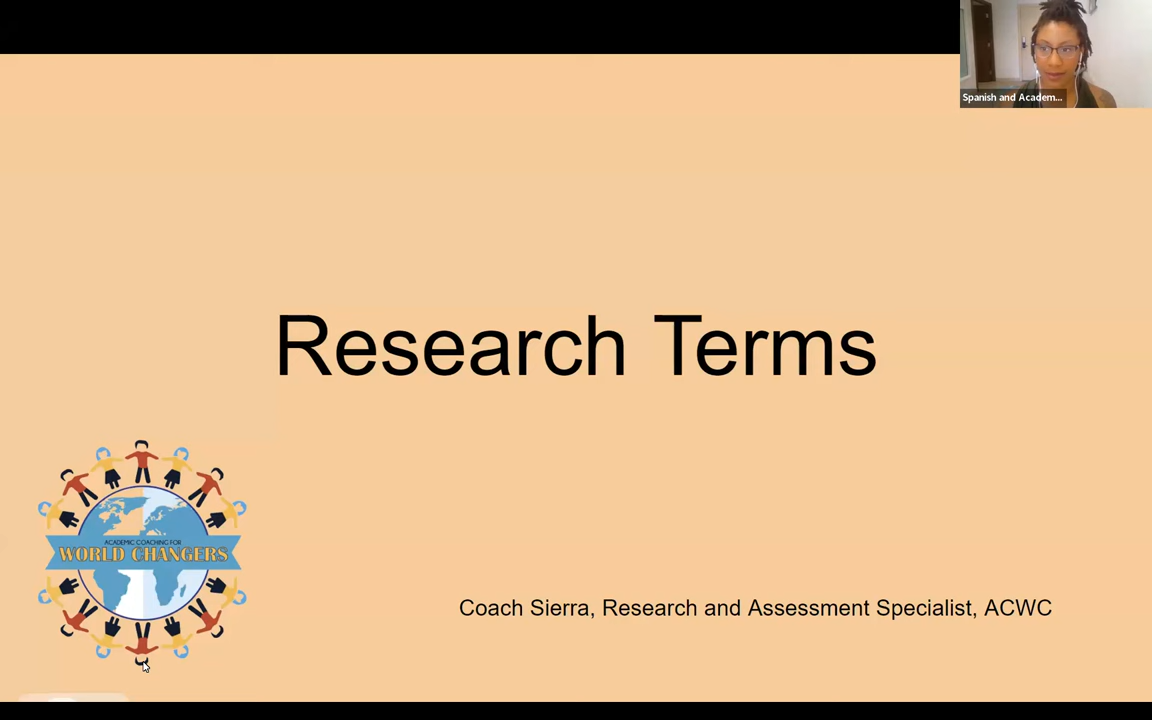 Spanish and Academ...
Research Terms
ACADEMIC COACHING FOR
WORLD CHANGERS
Coach Sierra, Research and Assessment Specialist, ACWC